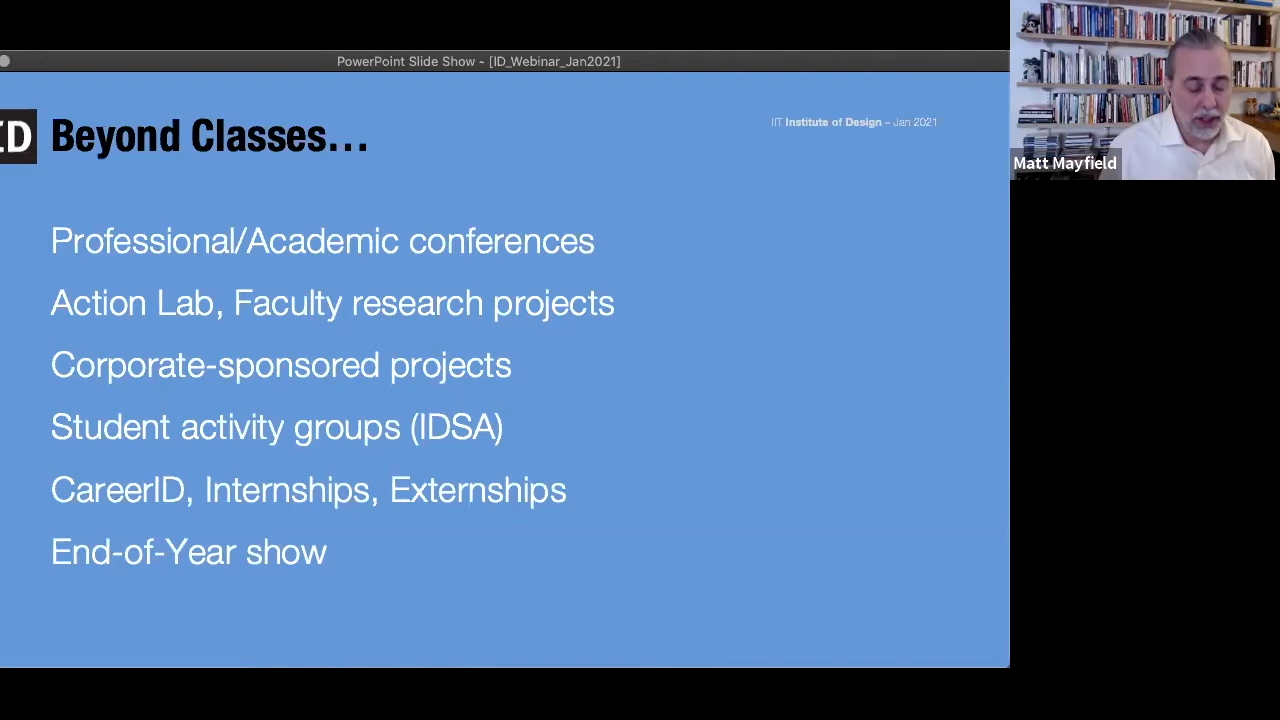 PowerPoint Slide Show - [ID_Webinar_Jan2021]
ID
Beyond Classes...
IIT Institute of Design – Jan 2021
Professional/Academic conferences
Action Lab, Faculty research projects
Corporate-sponsored projects
Student activity groups (IDSA)
CareerID, Internships, Externships
End-of-Year show
Matt Mayfield